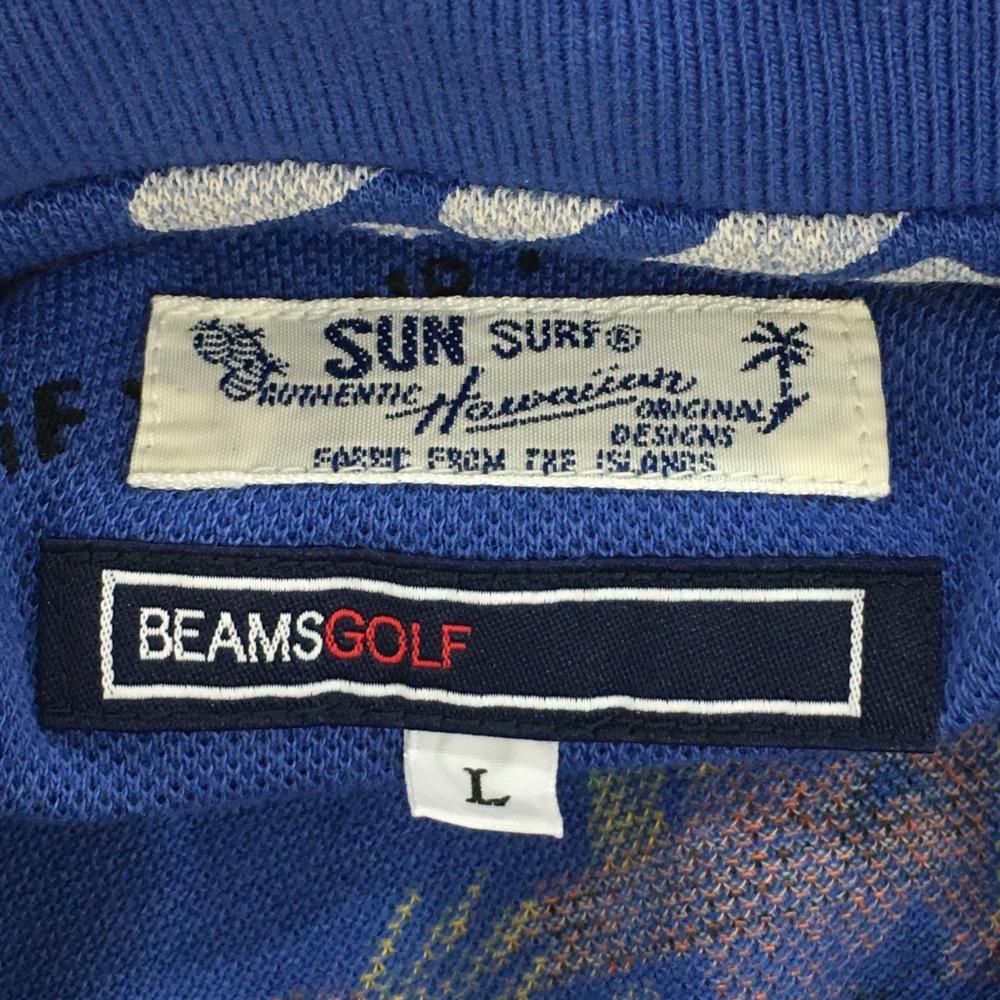 SUN SURF®
AUTHENTIC Hawaiian ORIGINAL
DESIGNS
FABRIC FROM THE ISLANDS
BEAMSGOLF
L